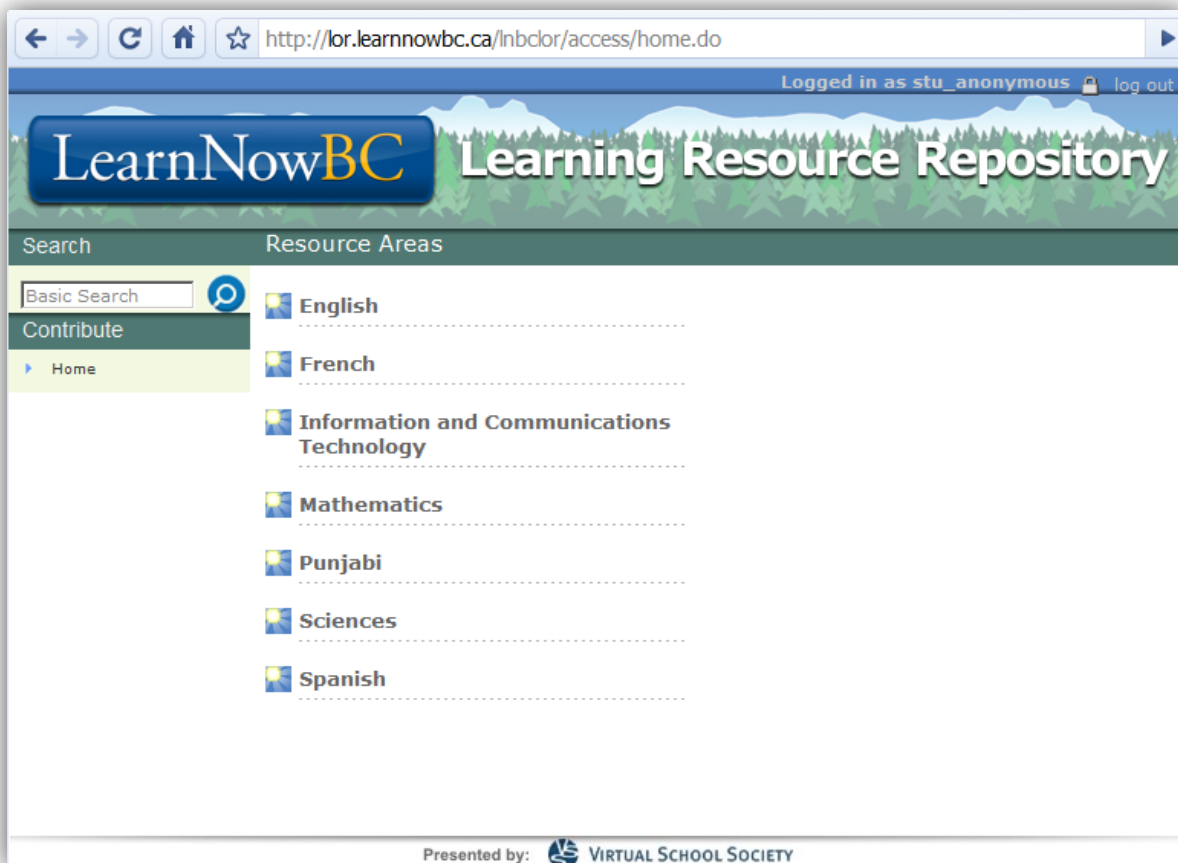 http://lor.learnnowbc.ca/lnbclor/access/home.do
Logged in as stu_anonymous log out
LearnNowBC Learning Resource Repository
Search
Resource Areas
Basic Search
Contribute
Home
English
French
Information and Communications
Technology
Mathematics
Punjabi
Sciences
Spanish
Presented by: VS VIRTUAL SCHOOL SOCIETY